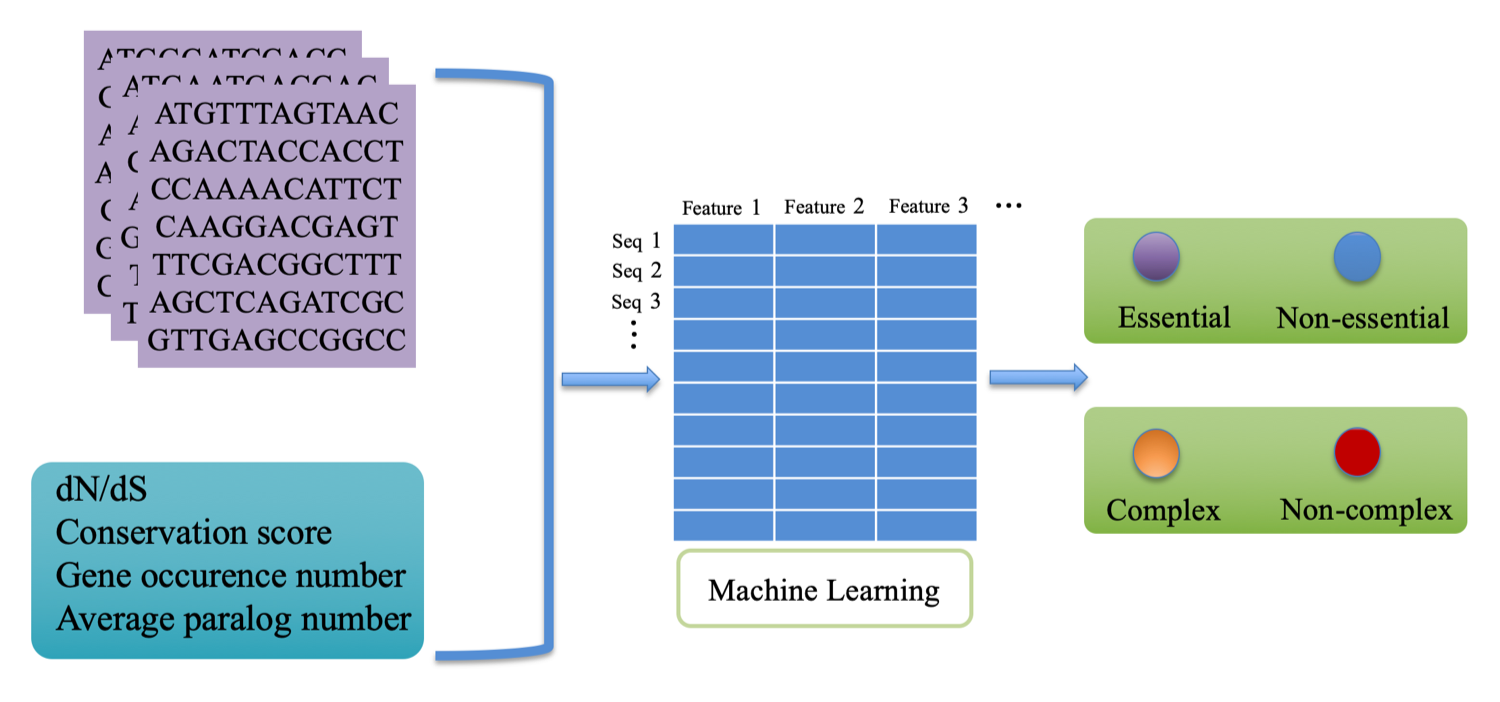 ATGTTTAGTAAC
AGACTACCACCT
CCAAAACATTCT
CAAGGACGAGT
TTCGACGGCTTT
AGCTCAGATCGC
GTTGAGCCGGCC
dN/dS
Conservation score
Gene occurence number
Average paralog number
Feature 1 Feature 2 Feature 3 ...
Seq 1
Seq 2
Seq 3
Machine Learning
Essential Non-essential
Complex Non-complex